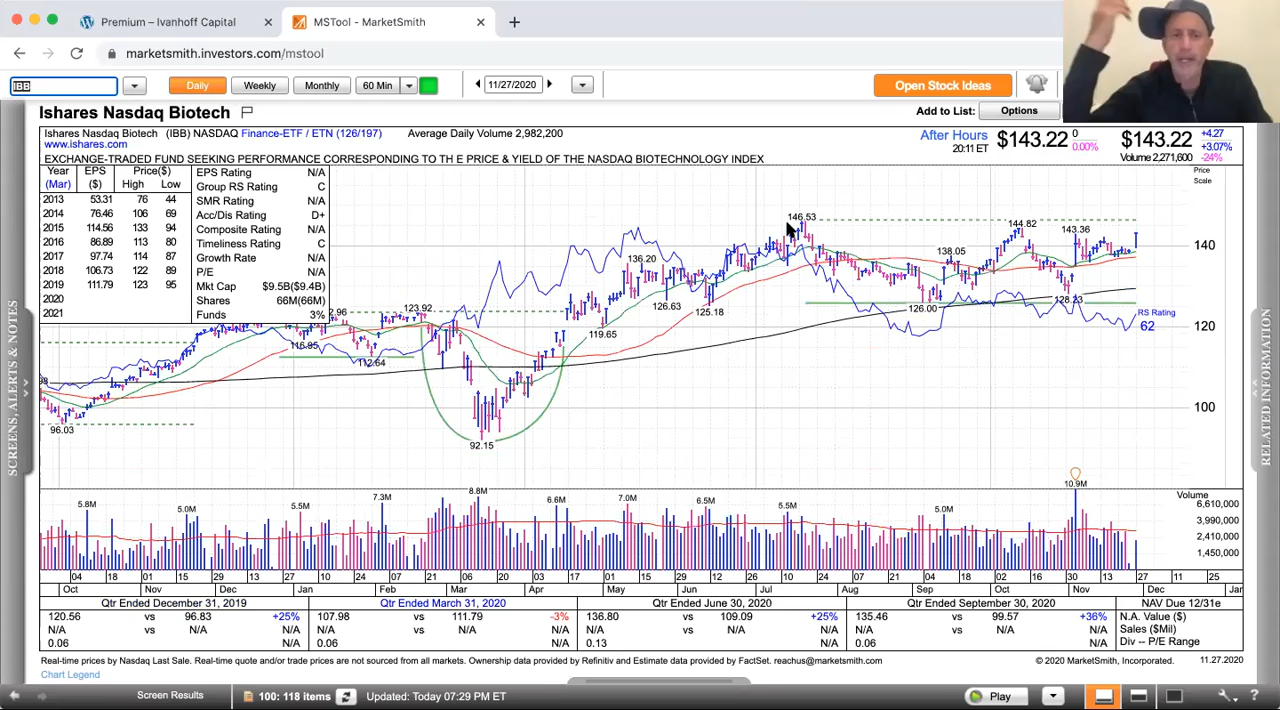 Premium – Ivanhoff Capital
MSTool - MarketSmith
marketsmith.investors.com/mstool
IBB
Daily
Weekly
Monthly
60 Min
11/27/2020
Open Stock Ideas
Ishares Nasdaq Biotech
Add to List:
Options
Ishares Nasdaq Biotech (IBB) NASDAQ Finance-ETF / ETN (126/197) Average Daily Volume 2,982,200
www.ishares.com
After Hours
20:11 ET
$143.22 0
0.00%
$143.22 +4.27
+3.07%
Volume 2,271,600 -24%
EXCHANGE-TRADED FUND SEEKING PERFORMANCE CORRESPONDING TO TH E PRICE & YIELD OF THE NASDAQ BIOTECHNOLOGY INDEX
Year EPS Price($)
(Mar) ($) High Low
2013 53.31 76 44
2014 76.46 106 69
2015 114.56 133 94
2016 86.89 113 80
2017 97.74 114 87
2018 106.73 122 89
2019 111.79 123 95
2020
2021
EPS Rating N/A
Group RS Rating C
SMR Rating N/A
Acc/Dis Rating D+
Composite Rating N/A
Timeliness Rating C
Growth Rate N/A
P/E N/A
Mkt Cap $9.5B($9.4B)
Shares 66M(66M)
Funds 3%
Price
Scale
146.53
144.82
143.36
140
138.05
136.20
128.23
126.63
125.18
126.00
123.92
2.96
119.65
120
RS Rating
62
116.95
112.64
100
96.03
92.15
SCREENS, ALERTS & NOTES
RELATED INFORMATION
10.9M
8.8M
7.3M
7.0M
6.6M
6.5M
5.8M
5.5M
5.0M
5.5M
5.0M
Volume
6,610,000
3,990,000
2,410,000
1,450,000
04 18 01 15 29 13 27 10 24 07 21 06 20 03 17 01 15 29 12 26 10 24 07 21 04 18 02 16 30 13 27 11 25
Oct Nov Dec Jan Feb Mar Apr May Jun Jul Aug Sep Oct Nov Dec Jan
Qtr Ended December 31, 2019
Qtr Ended March 31, 2020
Qtr Ended June 30, 2020
Qtr Ended September 30, 2020
NAV Due 12/31e
120.56 vs 96.83 +25%
107.98 vs 111.79 -3%
136.80 vs 109.09 +25%
135.46 vs 99.57 +36%
N.A. Value ($)
N/A vs N/A N/A
N/A vs N/A N/A
N/A vs N/A N/A
N/A vs N/A N/A
Sales ($Mil)
0.06 N/A
0.06 N/A
0.13 N/A
0.06 N/A
Div -- P/E Range
Real-time prices by Nasdaq Last Sale. Real-time quote and/or trade prices are not sourced from all markets. Ownership data provided by Refinitiv and Estimate data provided by FactSet. reachus@marketsmith.com
© 2020 MarketSmith, Incorporated.
11.27.2020
Chart Legend
Screen Results
100: 118 items
Updated: Today 07:29 PM ET
Play